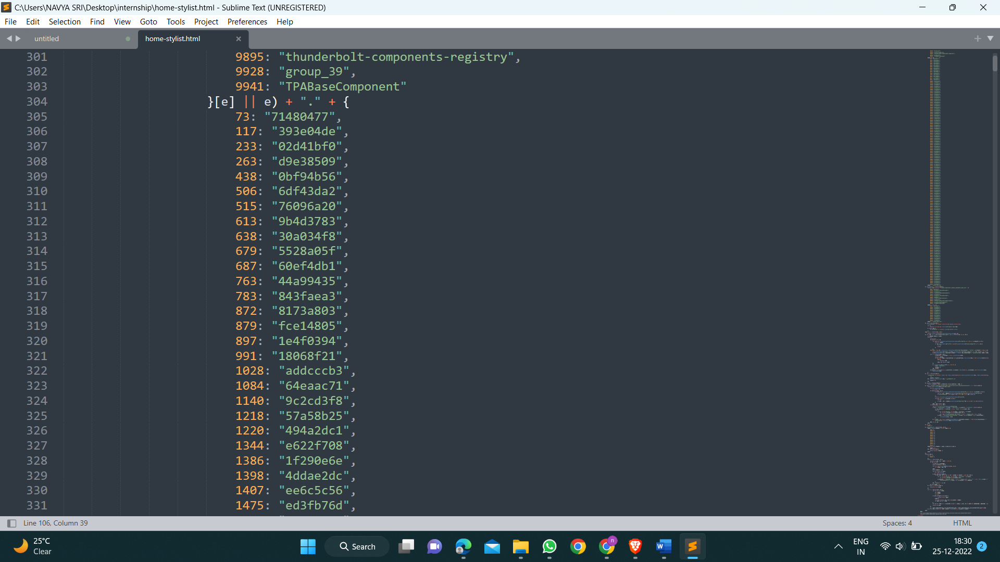 C:\Users\NAVYA SRI\Desktop\internship\home-stylist.html - Sublime Text (UNREGISTERED)
File Edit Selection Find View Goto Tools Project Preferences Help
untitled home-stylist.html
301 9895: "thunderbolt-components-registry",
302 9928: "group_39",
303 9941: "TPABaseComponent"
304 }[e] || e) + "." + {
305 73: "71480477",
306 117: "393e04de",
307 233: "02d41bf0",
308 263: "d9e38509",
309 438: "0bf94b56",
310 506: "6df43da2",
311 515: "76096a20",
312 613: "9b4d3783",
313 638: "30a034f8",
314 679: "5528a05f",
315 687: "60ef4db1",
316 763: "44a99435",
317 783: "843faea3",
318 872: "8173a803",
319 879: "fce14805",
320 897: "1e4f0394",
321 991: "18068f21",
322 1028: "addcccb3",
323 1084: "64eaac71",
324 1140: "9c2cd3f8",
325 1218: "57a58b25",
326 1220: "494a2dc1",
327 1344: "e622f708",
328 1386: "1f290e6e",
329 1398: "4ddae2dc",
330 1407: "ee6c5c56",
331 1475: "ed3fb76d",
Line 106, Column 39 Spaces: 4 HTML
25°C
Clear
Search
n
ENG
IN
18:30
25-12-2022
2